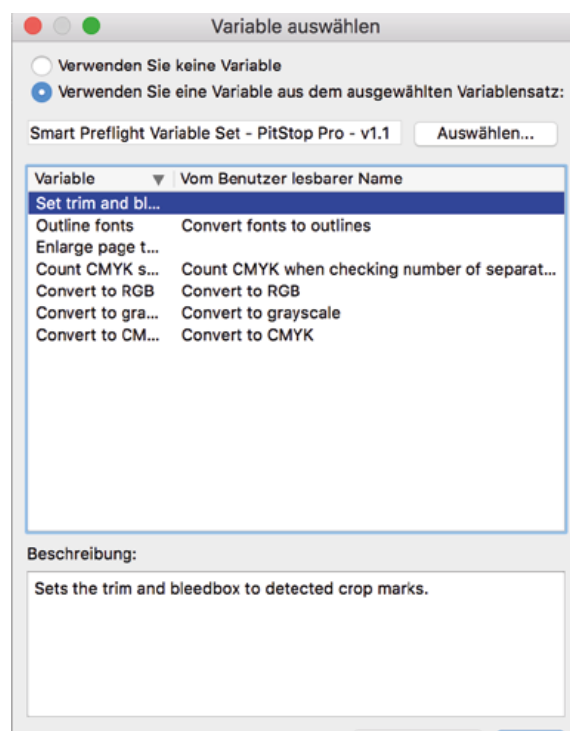 Variable auswählen
Verwenden Sie keine Variable
Verwenden Sie eine Variable aus dem ausgewählten Variablensatz:
Smart Preflight Variable Set - PitStop Pro - v1.1 Auswählen...
Variable Vom Benutzer lesbarer Name
Set trim and bl...
Outline fonts Convert fonts to outlines
Enlarge page t...
Count CMYK s... Count CMYK when checking number of separat...
Convert to RGB Convert to RGB
Convert to gra... Convert to grayscale
Convert to CM... Convert to CMYK
Beschreibung:
Sets the trim and bleedbox to detected crop marks.